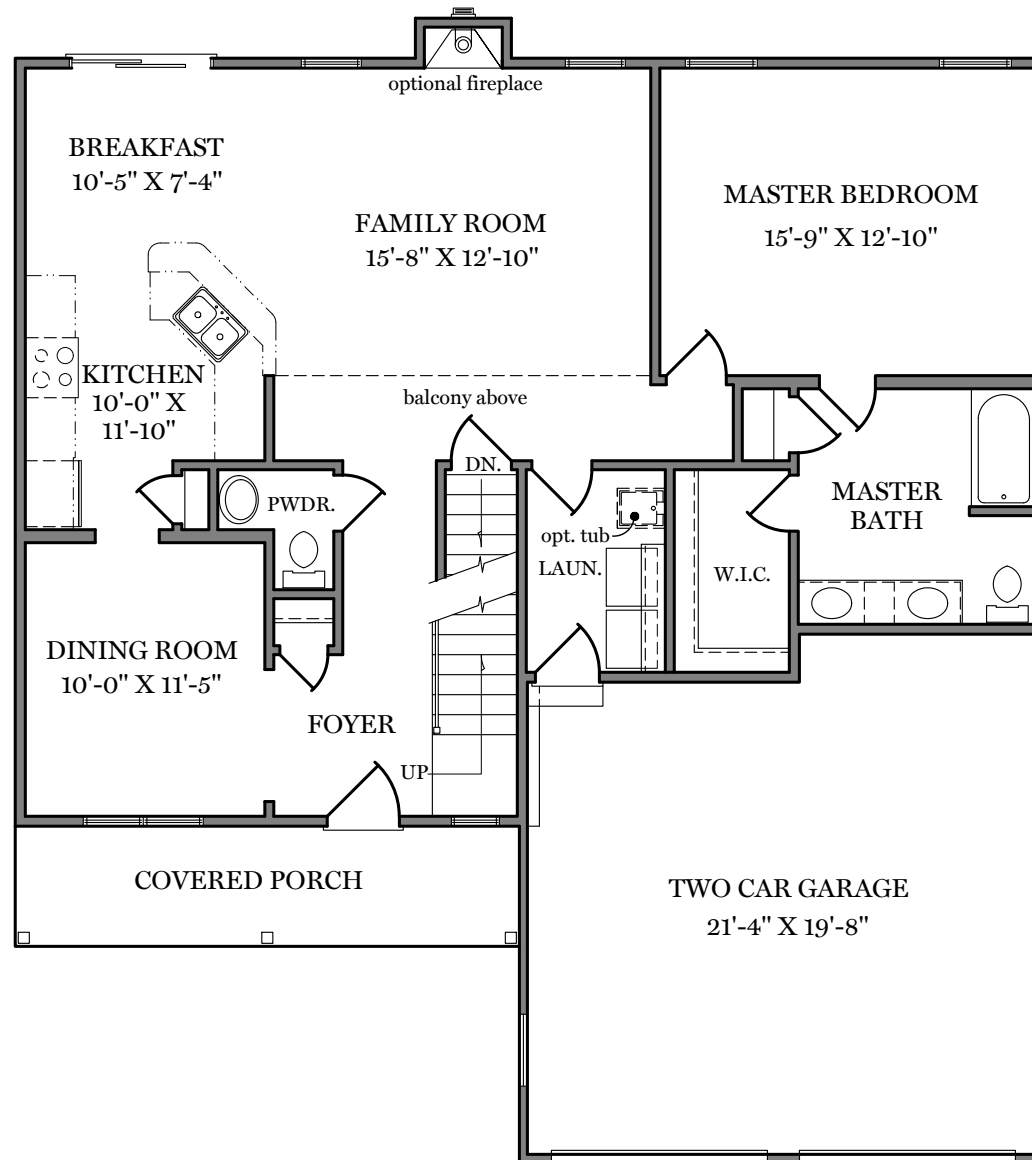 optional fireplace
BREAKFAST
10'-5" X 7'-4"
FAMILY ROOM
15'-8" X 12'-10"
MASTER BEDROOM
15'-9" X 12'-10"
KITCHEN
10'-0" X
11'-10"
balcony above
DN.
PWDR.
opt. tub
LAUN.
W.I.C.
MASTER
BATH
DINING ROOM
10'-0" X 11'-5"
FOYER
UP
COVERED PORCH
TWO CAR GARAGE
21'-4" X 19'-8"